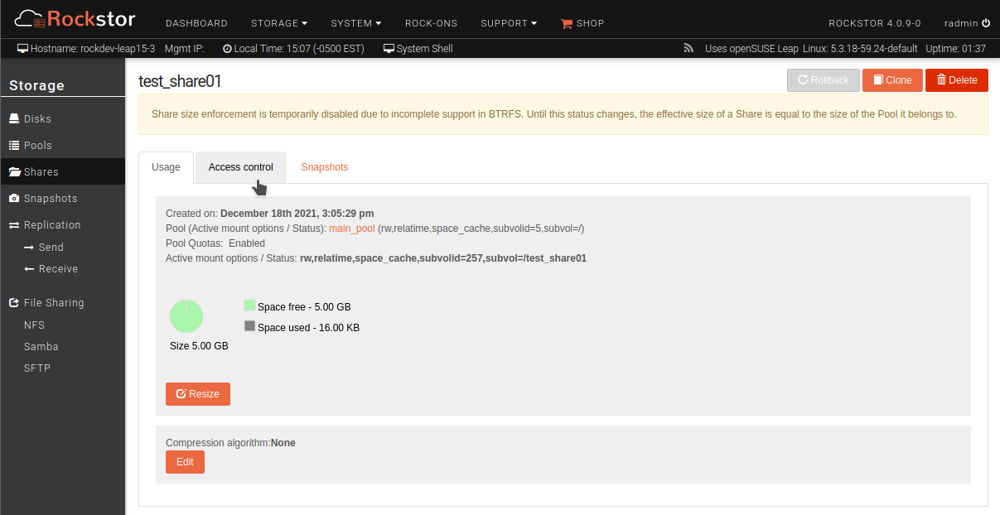 Rockstor DASHBOARD STORAGE SYSTEM ROCK-ONS SUPPORT SHOP ROCKSTOR 4.0.9-0 radmin
Hostname: rockdev-leap15-3 Mgmt IP: Local Time: 15:07 (-0500 EST) System Shell Uses openSUSE Leap Linux: 5.3.18-59.24-default Uptime: 01:37
Storage
Disks
Pools
Shares
Snapshots
Replication
Send
Receive
File Sharing
NFS
Samba
SFTP
test_share01 Rollback Clone Delete
Share size enforcement is temporarily disabled due to incomplete support in BTRFS. Until this status changes, the effective size of a Share is equal to the size of the Pool it belongs to.
Usage Access control Snapshots
Created on: December 18th 2021, 3:05:29 pm
Pool (Active mount options / Status): main_pool (rw,relatime,space_cache,subvolid=5,subvol=/)
Pool Quotas: Enabled
Active mount options / Status: rw,relatime,space_cache,subvolid=257,subvol=/test_share01
Space free - 5.00 GB
Space used - 16.00 KB
Size 5.00 GB
Resize
Compression algorithm:None
Edit